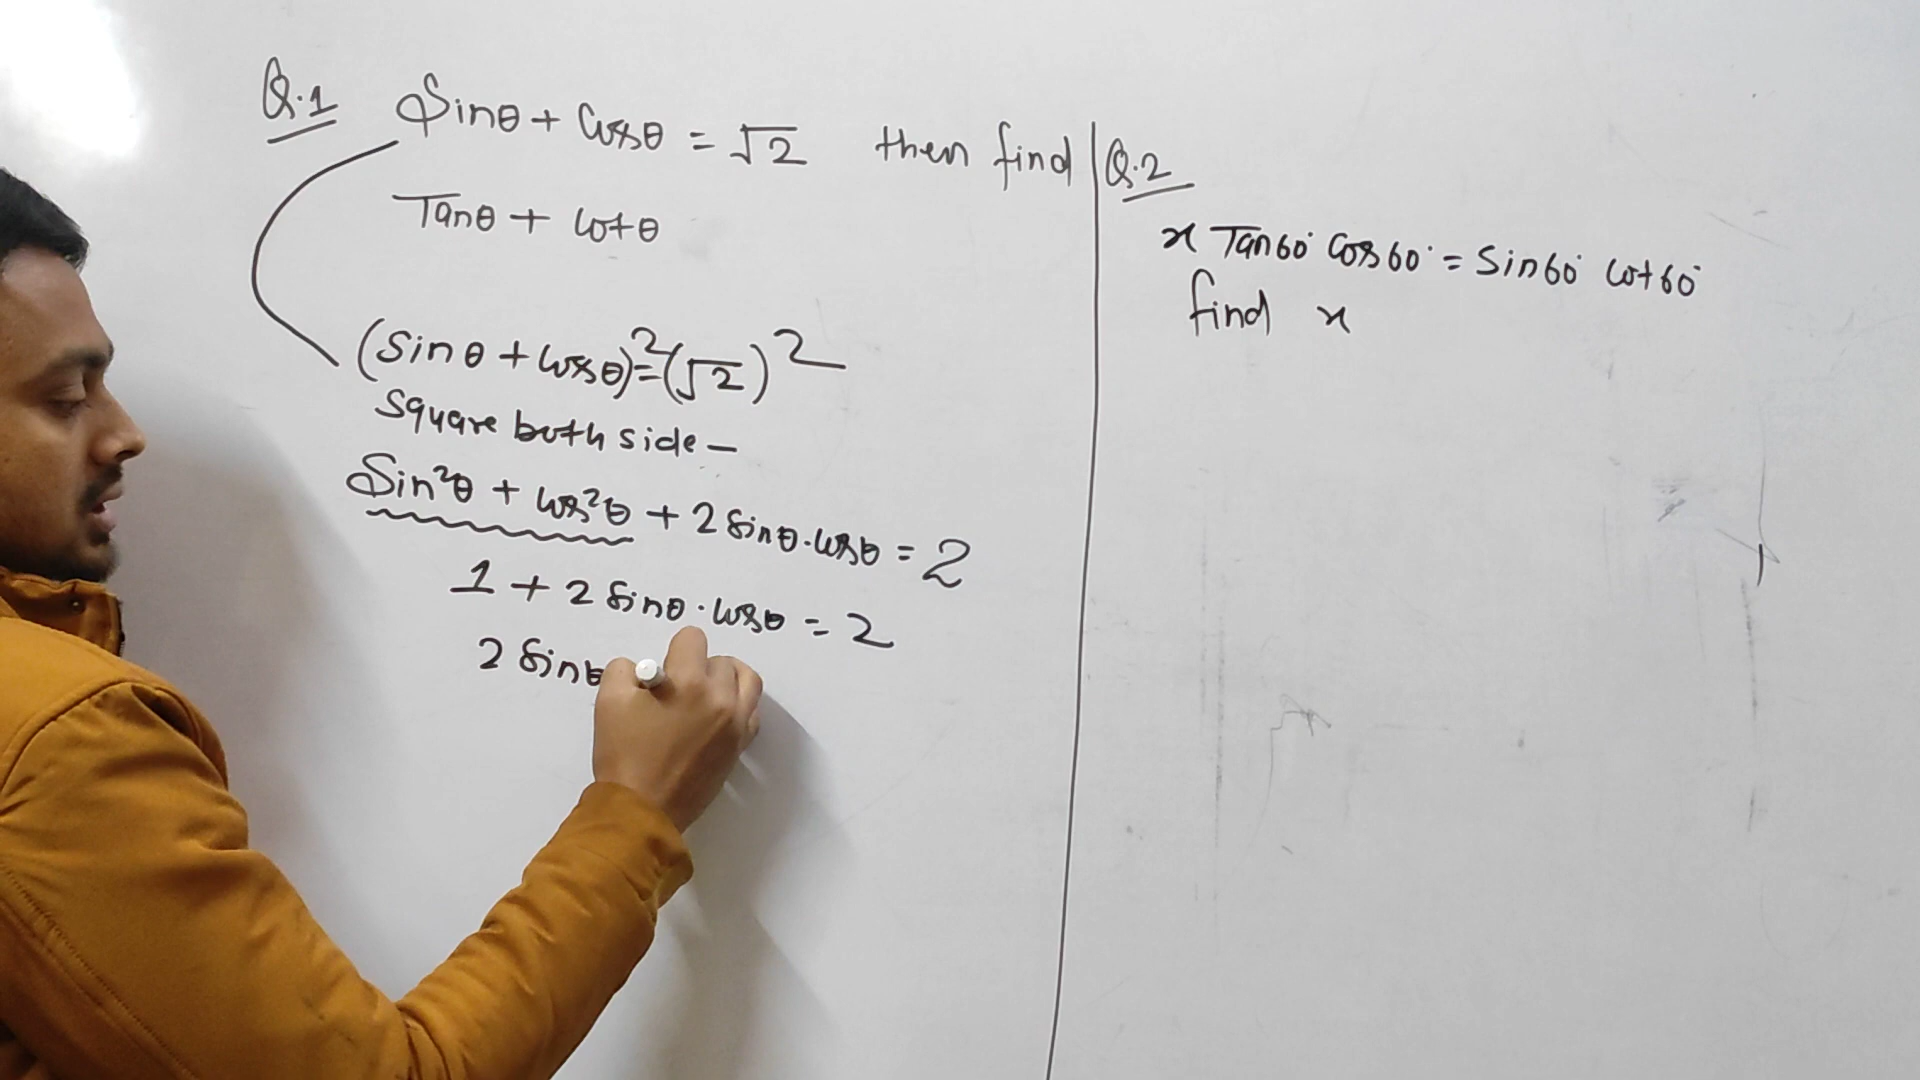 Q.1 Sinθ + Cosθ = √2 then find
Tanθ + Cotθ
(Sinθ + Cosθ)² = (√2)²
Square both side –
Sin²θ + Cos²θ + 2 Sinθ.Cosθ = 2
1 + 2 Sinθ.Cosθ = 2
2 Sinθ
Q.2
x Tan60° Cos60° = Sin60° Cot60°
find x